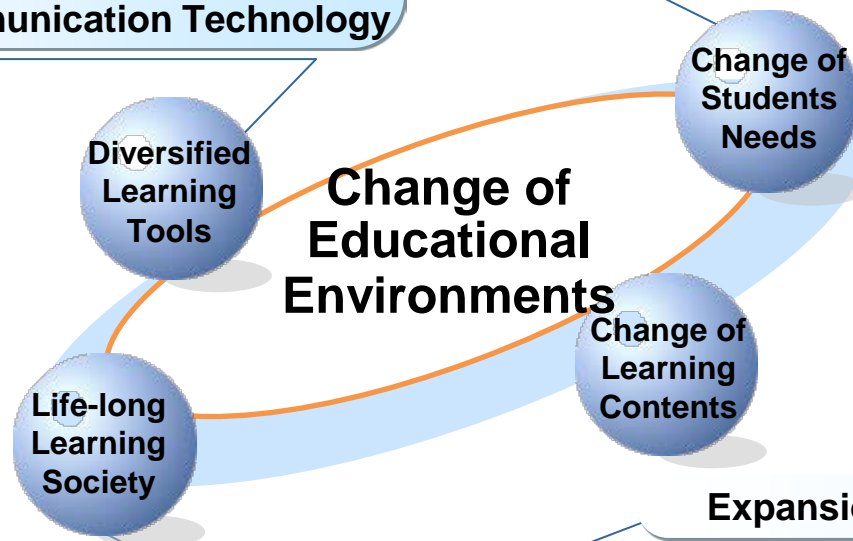 munication Technology
Change of
Students
Needs
Diversified
Learning
Tools
Change of
Educational
Environments
Change of
Learning
Contents
Life-long
Learning
Society
Expansi